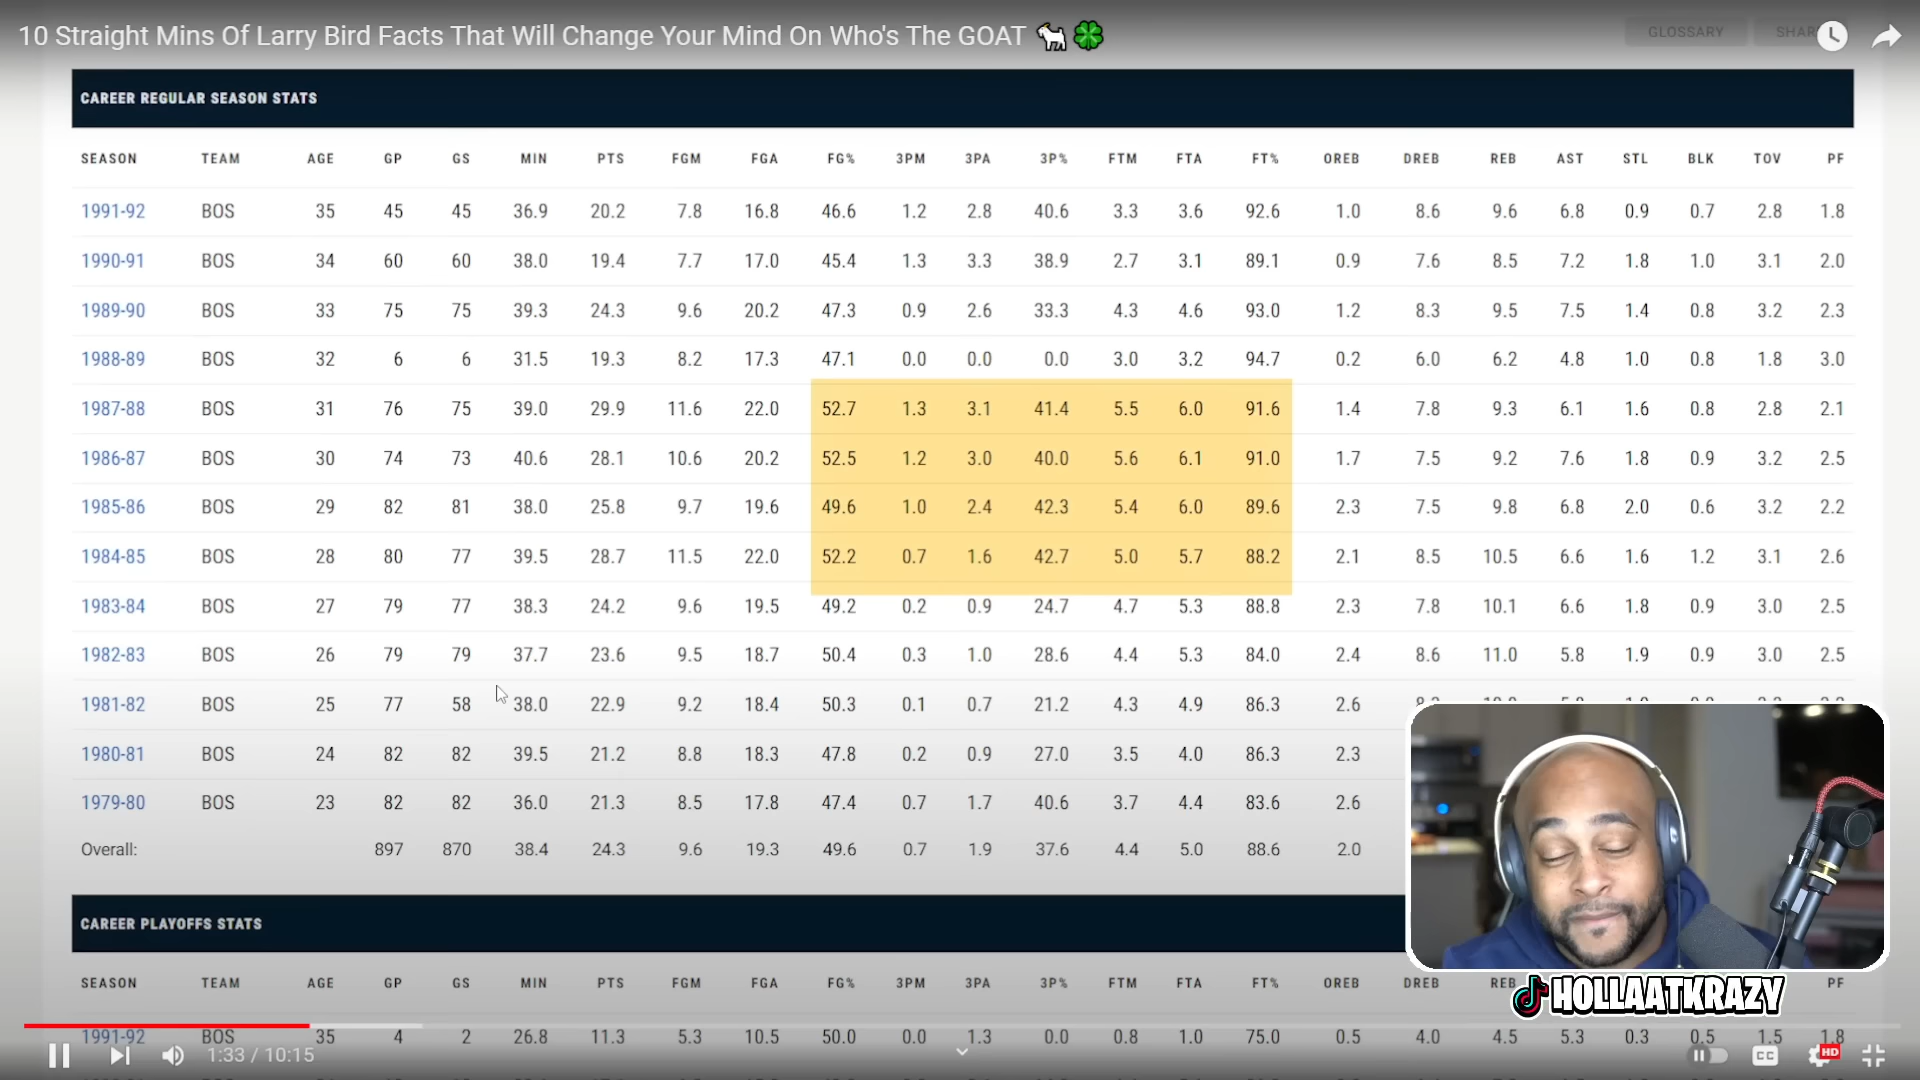 10 Straight Mins Of Larry Bird Facts That Will Change Your Mind On Who's The GOAT 🐐🍀
GLOSSARY
CAREER REGULAR SEASON STATS
SEASON TEAM AGE GP GS MIN PTS FGM FGA FG% 3PM 3PA 3P% FTM FTA FT% OREB DREB REB AST STL BLK TOV PF
1991-92 BOS 35 45 45 36.9 20.2 7.8 16.8 46.6 1.2 2.8 40.6 3.3 3.6 92.6 1.0 8.6 9.6 6.8 0.9 0.7 2.8 1.8
1990-91 BOS 34 60 60 38.0 19.4 7.7 17.0 45.4 1.3 3.3 38.9 2.7 3.1 89.1 0.9 7.6 8.5 7.2 1.8 1.0 3.1 2.0
1989-90 BOS 33 75 75 39.3 24.3 9.6 20.2 47.3 0.9 2.6 33.3 4.3 4.6 93.0 1.2 8.3 9.5 7.5 1.4 0.8 3.2 2.3
1988-89 BOS 32 6 6 31.5 19.3 8.2 17.3 47.1 0.0 0.0 0.0 3.0 3.2 94.7 0.2 6.0 6.2 4.8 1.0 0.8 1.8 3.0
1987-88 BOS 31 76 75 39.0 29.9 11.6 22.0 52.7 1.3 3.1 41.4 5.5 6.0 91.6 1.4 7.8 9.3 6.1 1.6 0.8 2.8 2.1
1986-87 BOS 30 74 73 40.6 28.1 10.6 20.2 52.5 1.2 3.0 40.0 5.6 6.1 91.0 1.7 7.5 9.2 7.6 1.8 0.9 3.2 2.5
1985-86 BOS 29 82 81 38.0 25.8 9.7 19.6 49.6 1.0 2.4 42.3 5.4 6.0 89.6 2.3 7.5 9.8 6.8 2.0 0.6 3.2 2.2
1984-85 BOS 28 80 77 39.5 28.7 11.5 22.0 52.2 0.7 1.6 42.7 5.0 5.7 88.2 2.1 8.5 10.5 6.6 1.6 1.2 3.1 2.6
1983-84 BOS 27 79 77 38.3 24.2 9.6 19.5 49.2 0.2 0.9 24.7 4.7 5.3 88.8 2.3 7.8 10.1 6.6 1.8 0.9 3.0 2.5
1982-83 BOS 26 79 79 37.7 23.6 9.5 18.7 50.4 0.3 1.0 28.6 4.4 5.3 84.0 2.4 8.6 11.0 5.8 1.9 0.9 3.0 2.5
1981-82 BOS 25 77 58 38.0 22.9 9.2 18.4 50.3 0.1 0.7 21.2 4.3 4.9 86.3 2.6
1980-81 BOS 24 82 82 39.5 21.2 8.8 18.3 47.8 0.2 0.9 27.0 3.5 4.0 86.3 2.3
1979-80 BOS 23 82 82 36.0 21.3 8.5 17.8 47.4 0.7 1.7 40.6 3.7 4.4 83.6 2.6
Overall: 897 870 38.4 24.3 9.6 19.3 49.6 0.7 1.9 37.6 4.4 5.0 88.6 2.0
CAREER PLAYOFFS STATS
SEASON TEAM AGE GP GS MIN PTS FGM FGA FG% 3PM 3PA 3P% FTM FTA FT% OREB DREB REB PF
HOLLAATKRAZY
1991-92 BOS 35 4 2 26.8 11.3 5.3 10.5 50.0 0.0 1.3 0.0 0.8 1.0 75.0 0.5 4.0 4.5 5.3 0.3 0.5 1.5 1.8
1:33 / 10:15
CC
HD